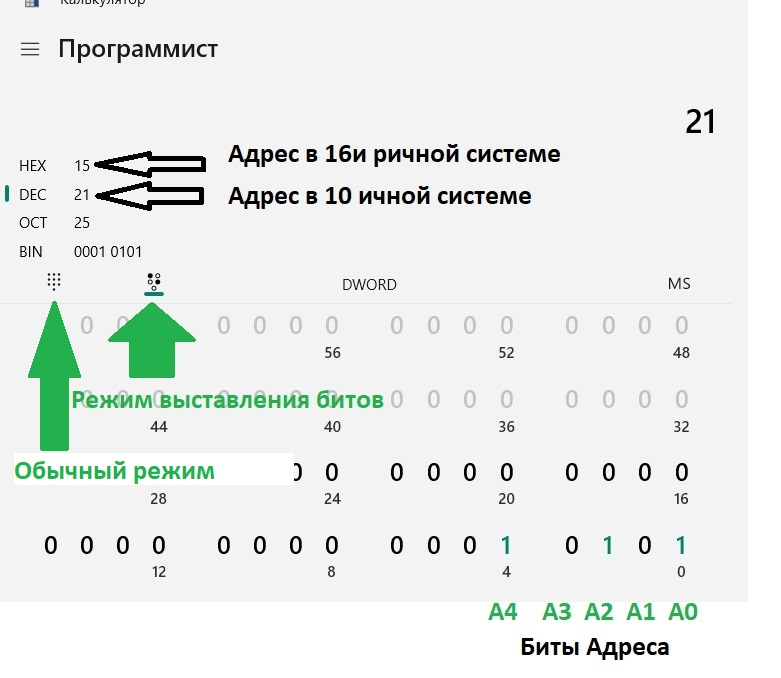 Калькулятор
Программист
21
HEX 15 Адрес в 16и ричной системе
DEC 21 Адрес в 10 ичной системе
OCT 25
BIN 0001 0101
DWORD MS
0 0 0 0 0 0 0 0 0 0 0 0 0 0
56 52 48
0 0 0 0 0 0 0 0 0 0 0
Режим выставления битов
44 40 36 32
Обычный режим
0 0 0 0 0 0 0 0 0 0
28 24 20 16
0 0 0 0 0 0 0 0 0 0 0 1 0 1 0 1
12 8 4 0
A4 A3 A2 A1 A0
Биты Адреса